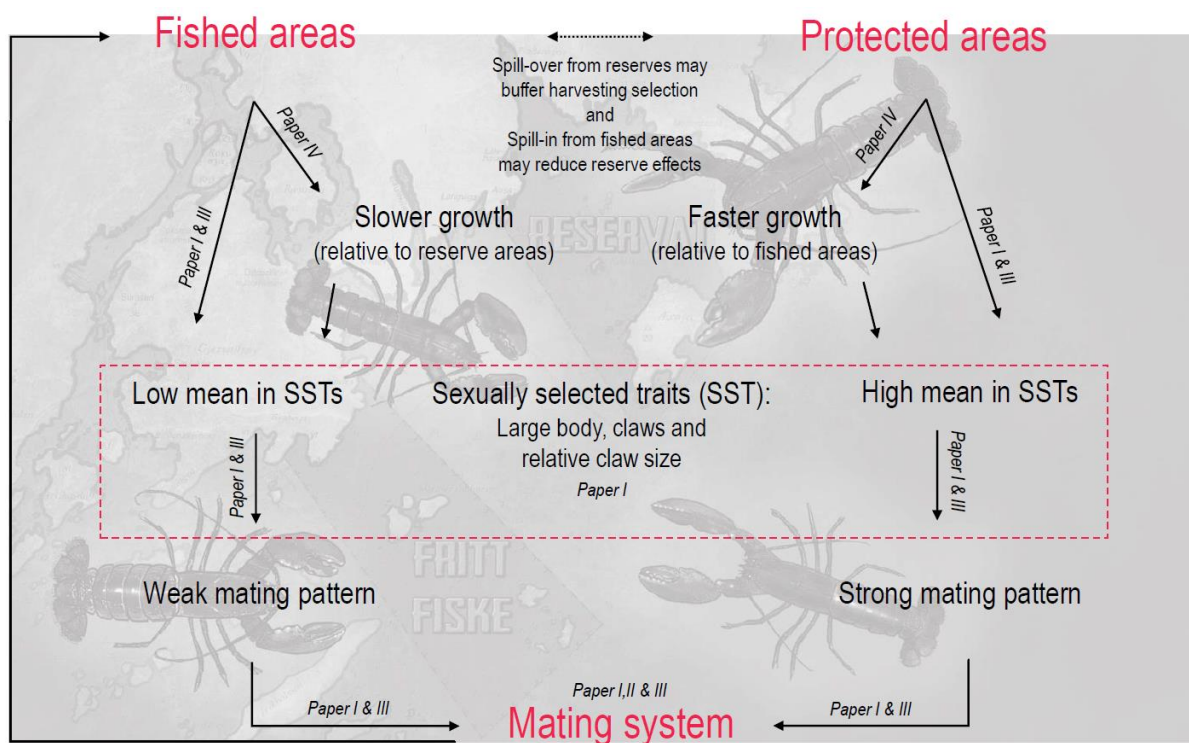 Fished areas
Protected areas
Spill-over from reserves may
buffer harvesting selection
and
Spill-in from fished areas
may reduce reserve effects
Paper IV
Paper IV
Paper I & III
Paper I & III
Slower growth
(relative to reserve areas)
Faster growth
(relative to fished areas)
RESERVA
Low mean in SSTs
Sexually selected traits (SST):
Large body, claws and
relative claw size
Paper I
High mean in SSTs
Paper I & III
Paper I & III
FRITT
FISKE
Weak mating pattern
Strong mating pattern
Paper I & III
Paper I,II & III
Paper I & III
Mating system